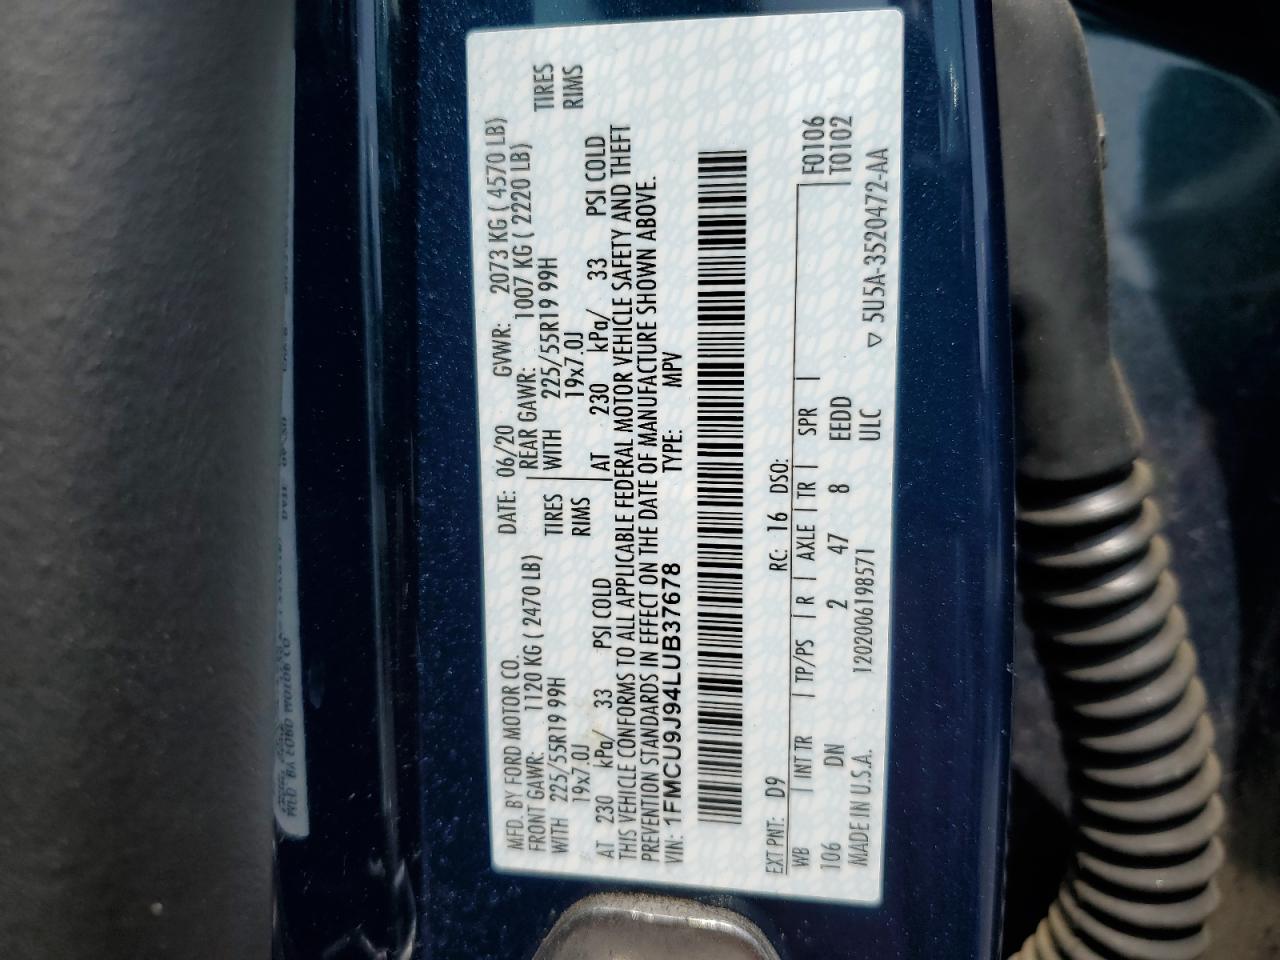 MFD. BY FORD MOTOR CO.
DATE: 06/20 GVWR: 2073 KG ( 4570 LB)
FRONT GAWR: 1120 KG ( 2470 LB) REAR GAWR: 1007 KG ( 2220 LB)
WITH 225/55R19 99H TIRES WITH 225/55R19 99H TIRES
19x7.0J RIMS 19x7.0J RIMS
AT 230 kPa/ 33 PSI COLD AT 230 kPa/ 33 PSI COLD
THIS VEHICLE CONFORMS TO ALL APPLICABLE FEDERAL MOTOR VEHICLE SAFETY AND THEFT
PREVENTION STANDARDS IN EFFECT ON THE DATE OF MANUFACTURE SHOWN ABOVE.
VIN: 1FMCU9J94LUB37678 TYPE: MPV
EXT PNT: D9 RC: 16 DSO:
WB INT TR TP/PS R AXLE TR SPR F0106
106 DN 2 47 8 EEDD T0102
MADE IN U.S.A. 1202006198571 ULC ▽ 5U5A-3520472-AA